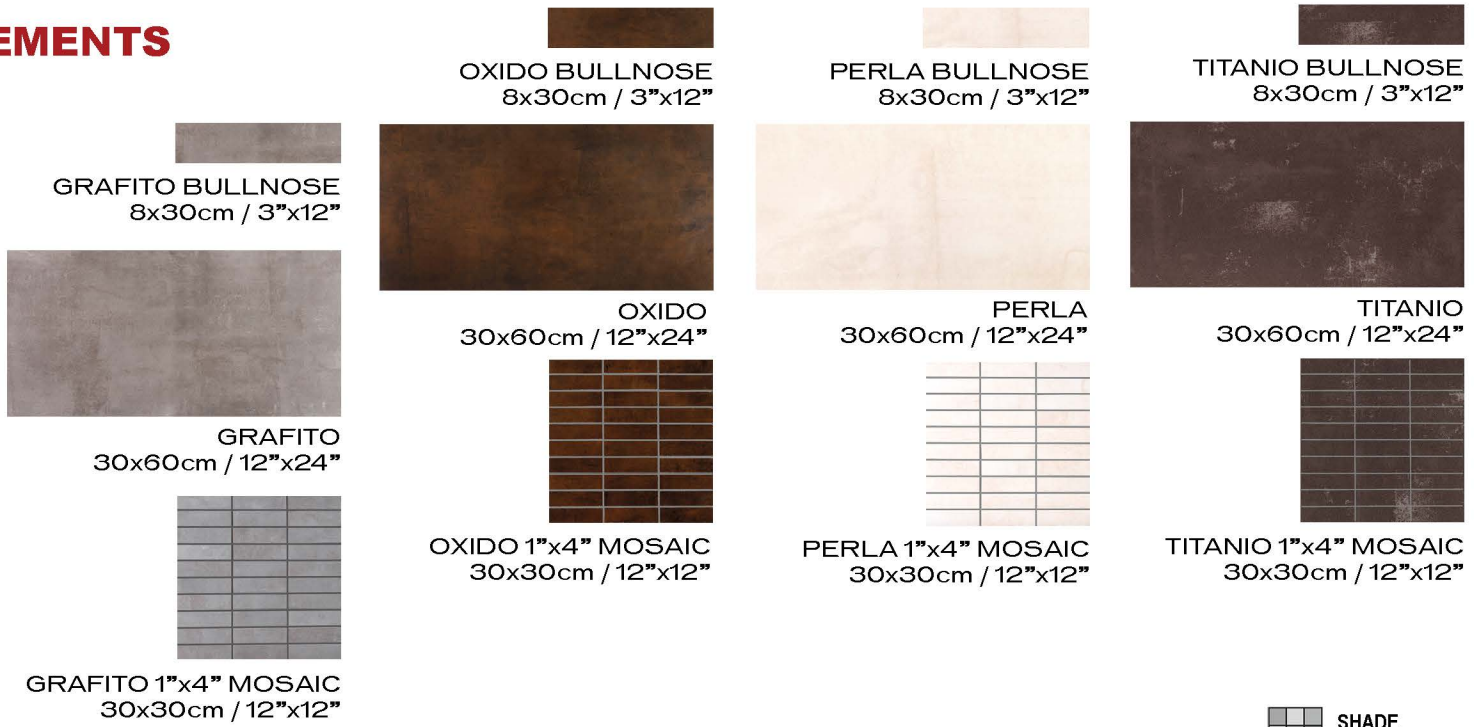 EMENTS
GRAFITO BULLNOSE
8x30cm / 3”x12”
GRAFITO
30x60cm / 12”x24”
GRAFITO 1”x4” MOSAIC
30x30cm / 12”x12”
OXIDO BULLNOSE
8x30cm / 3”x12”
OXIDO
30x60cm / 12”x24”
OXIDO 1”x4” MOSAIC
30x30cm / 12”x12”
PERLA BULLNOSE
8x30cm / 3”x12”
PERLA
30x60cm / 12”x24”
PERLA 1”x4” MOSAIC
30x30cm / 12”x12”
TITANIO BULLNOSE
8x30cm / 3”x12”
TITANIO
30x60cm / 12”x24”
TITANIO 1”x4” MOSAIC
30x30cm / 12”x12”
SHADE